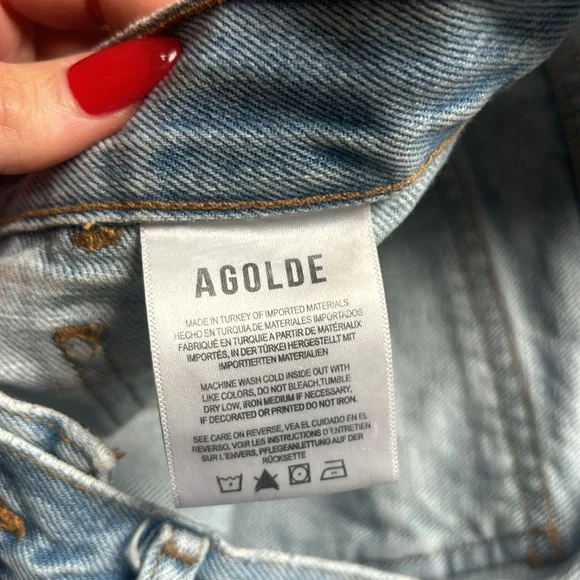 AGOLDE
MADE IN TURKEY OF IMPORTED MATERIALS
HECHO EN TURQUIA DE MATERIALES IMPORTADOS
FABRIQUÉ EN TURQUIE A PARTIR DE MATÉRIAUX
IMPORTÉS, IN DER TÜRKEI HERGESTELLT MIT
IMPORTIERTEN MATERIALIEN
MACHINE WASH COLD INSIDE OUT WITH
LIKE COLORS, DO NOT BLEACH,TUMBLE
DRY LOW, IRON MEDIUM IF NECESSARY,
IF DECORATED OR PRINTED DO NOT IRON.
SEE CARE ON REVERSE, VEA EL CUIDADO EN EL
REVERSO, VOIR LES INSTRUCTIONS D'ENTRETIEN
SUR L'ENVERS, PFLEGEANLEITUNG AUF DER
RÜCKSETTE